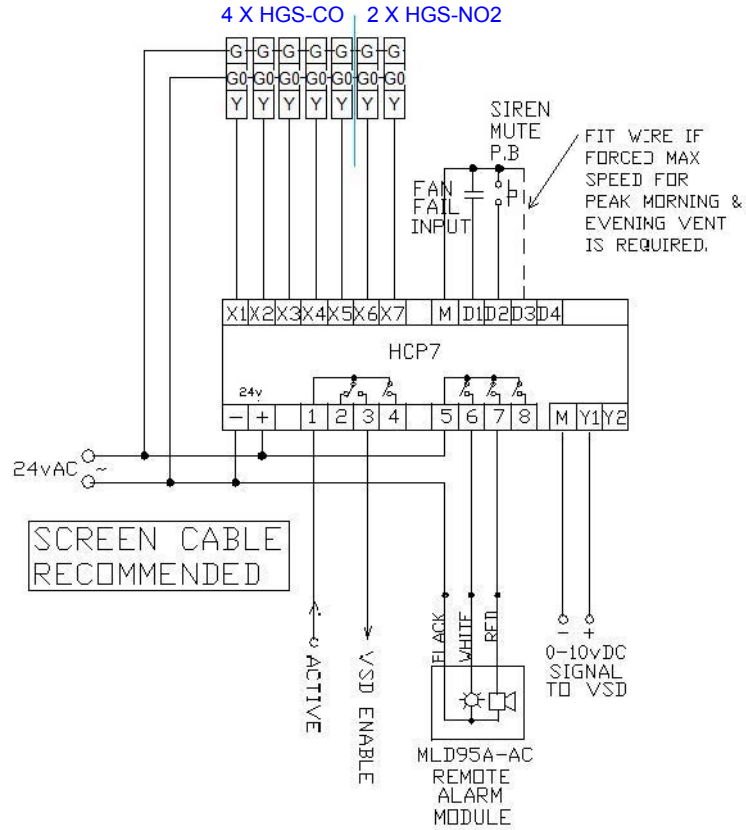 4 X HGS-CO 2 X HGS-NO2
G G G G G G G
G0 G0 G0 G0 G0 G0 G0
Y Y Y Y Y Y Y
SIREN
MUTE
P.B
FIT WIRE IF
FORCED MAX
SPEED FOR
PEAK MORNING &
EVENING VENT
IS REQUIRED.
FAN
FAIL
INPUT
X1 X2 X3 X4 X5 X6 X7 M D1 D2 D3 D4
HCP7
24v
- + 1 2 3 4 5 6 7 8 M Y1 Y2
24vAC ~
SCREEN CABLE
RECOMMENDED
ACTIVE
VSD ENABLE
BLACK
WHITE
RED
- +
0-10vDC
SIGNAL
TO VSD
MLD95A-AC
REMOTE
ALARM
MODULE